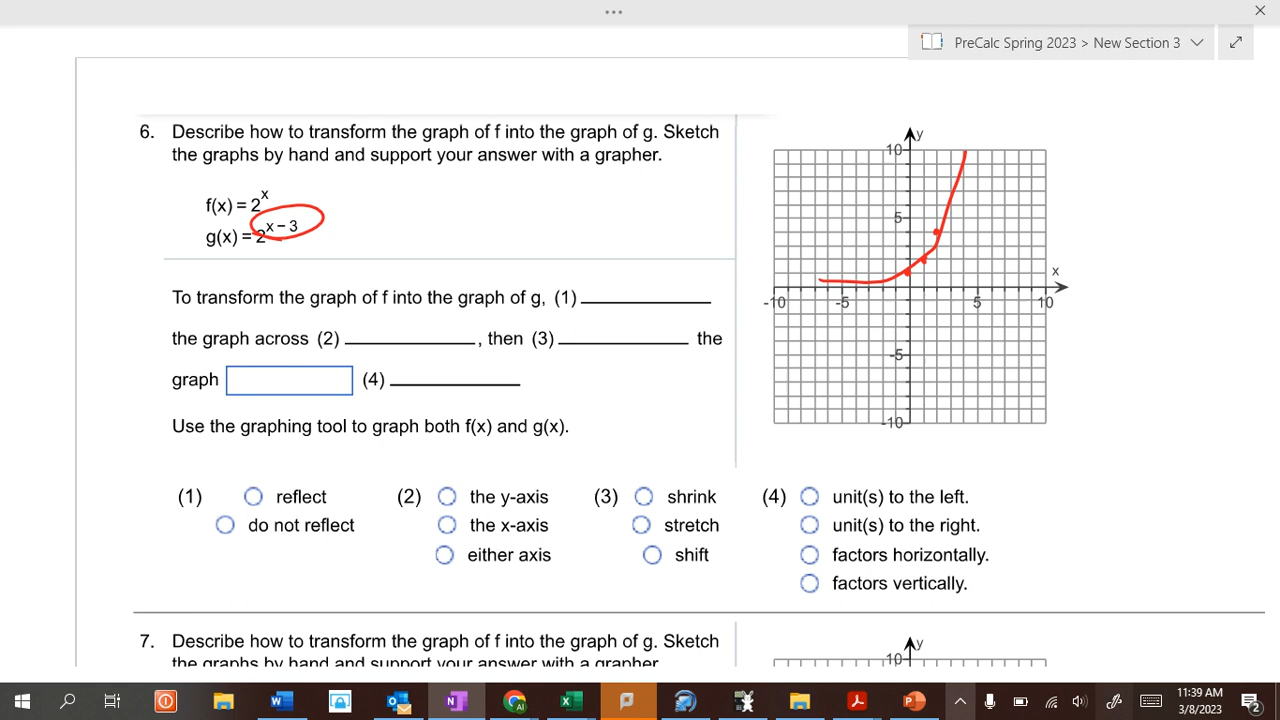 PreCalc Spring 2023 > New Section 3
6. Describe how to transform the graph of f into the graph of g. Sketch
the graphs by hand and support your answer with a grapher.
f(x) = 2^x
g(x) = 2^(x − 3)
To transform the graph of f into the graph of g, (1) ________
the graph across (2) ________, then (3) ________ the
graph (4) ________
Use the graphing tool to graph both f(x) and g(x).
y
10
5
x
-10 -5 5 10
-5
-10
(1) reflect (2) the y-axis (3) shrink (4) unit(s) to the left.
do not reflect the x-axis stretch unit(s) to the right.
either axis shift factors horizontally.
factors vertically.
7. Describe how to transform the graph of f into the graph of g. Sketch
the graphs by hand and support your answer with a grapher.
y
10
11:39 AM
3/8/2023